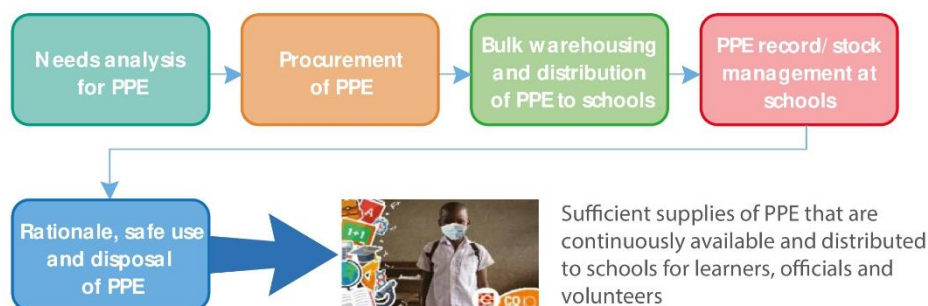 Needs analysis
for PPE
Procurement
of PPE
Bulk warehousing
and distribution
of PPE to schools
PPE record/ stock
management at
schools
Rationale, safe use
and disposal
of PPE
A
1+1
Sufficient supplies of PPE that are
continuously available and distributed
to schools for learners, officials and
volunteers